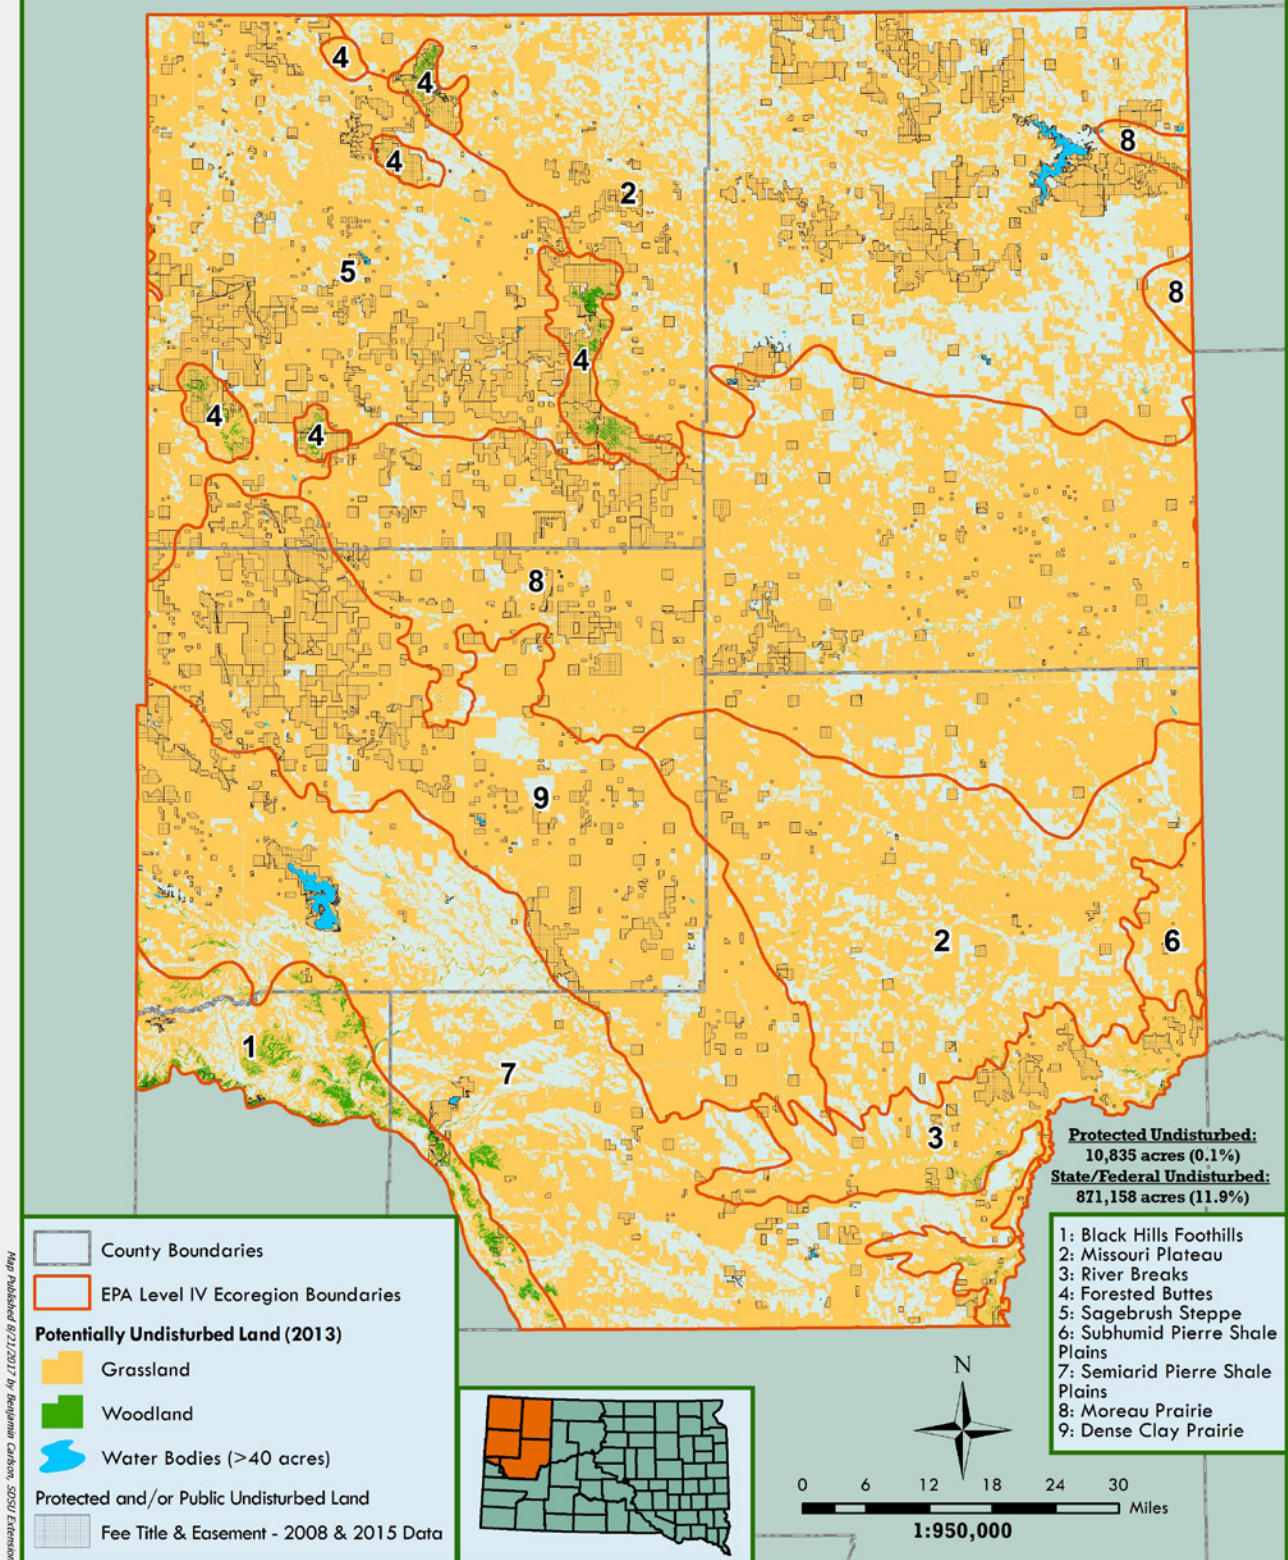 4
4
4
8
2
5
8
4
4
4
8
9
2
6
1
7
3
Protected Undisturbed:
10,835 acres (0.1%)
State/Federal Undisturbed:
871,158 acres (11.9%)
1: Black Hills Foothills
2: Missouri Plateau
3: River Breaks
4: Forested Buttes
5: Sagebrush Steppe
6: Subhumid Pierre Shale
Plains
7: Semiarid Pierre Shale
Plains
8: Moreau Prairie
9: Dense Clay Prairie
County Boundaries
EPA Level IV Ecoregion Boundaries
Potentially Undisturbed Land (2013)
Grassland
Woodland
Water Bodies (>40 acres)
Protected and/or Public Undisturbed Land
Fee Title & Easement - 2008 & 2015 Data
N
0 6 12 18 24 30
Miles
1:950,000
Map Published 8/21/2017 by Benjamin Carlson, SDSU Extension